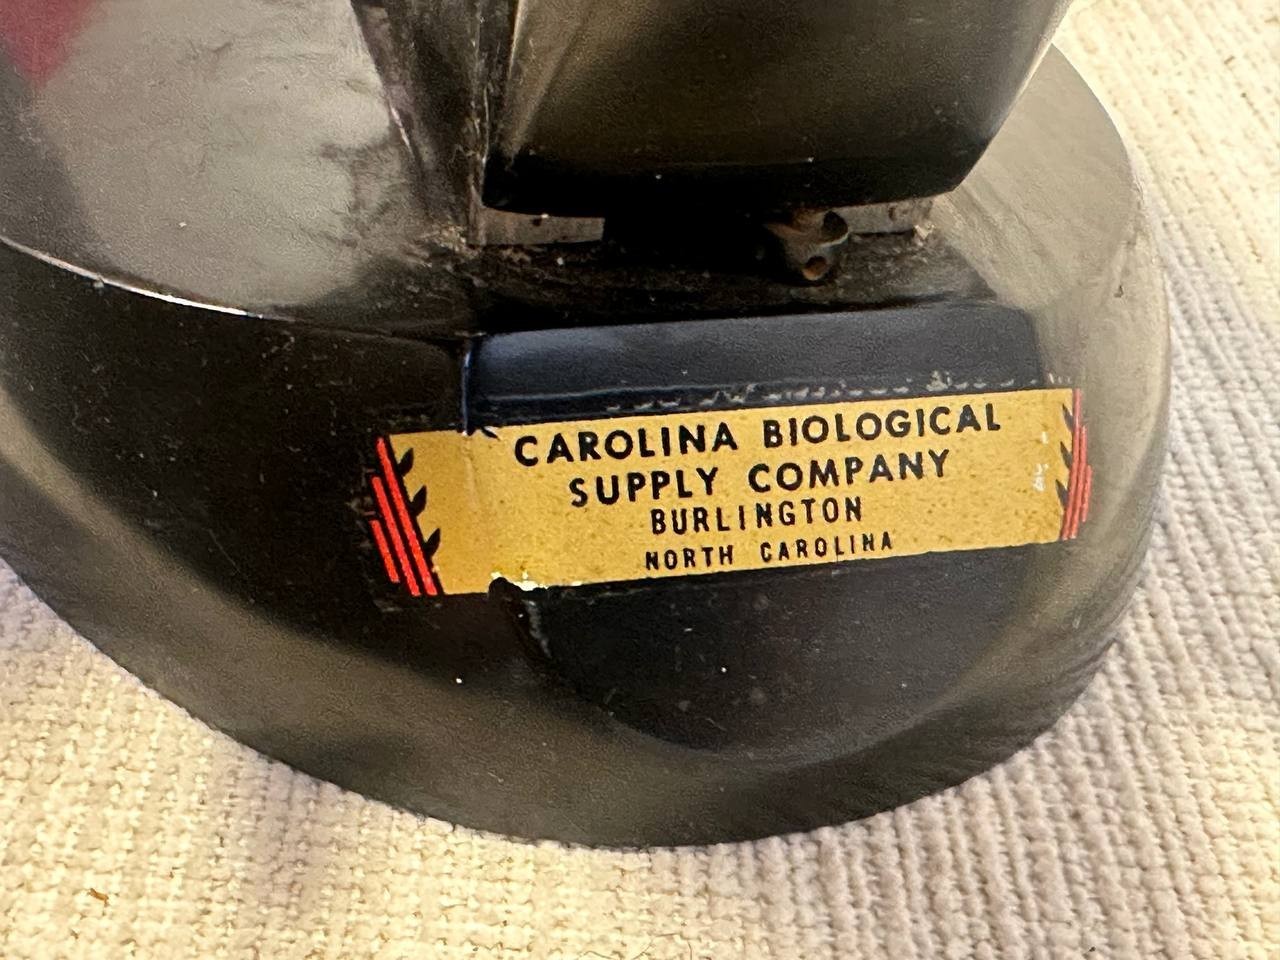 CAROLINA BIOLOGICAL
SUPPLY COMPANY
BURLINGTON
NORTH CAROLINA